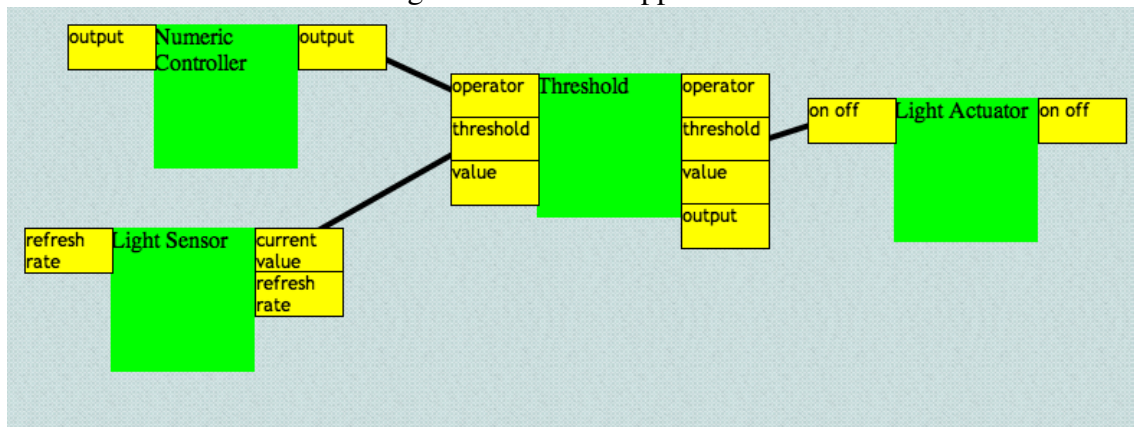 output
Numeric
Controller
output
operator
threshold
value
Threshold
operator
threshold
value
output
on off
Light Actuator
on off
refresh
rate
Light Sensor
current
value
refresh
rate